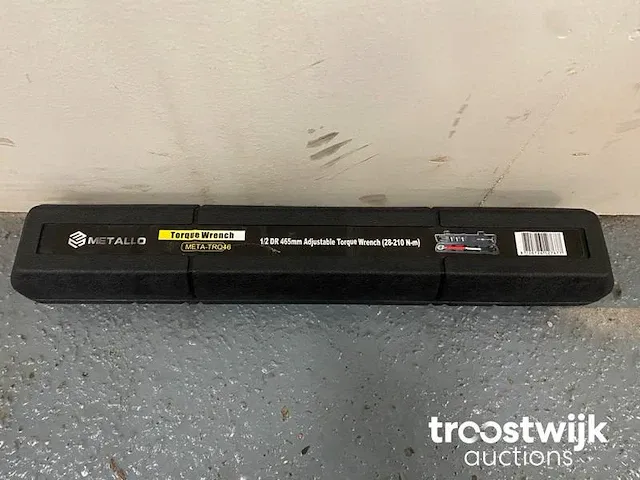 METALLO
Torque Wrench
META-TRQ46
1/2 DR 465mm Adjustable Torque Wrench (28-210 N-m)
troostwijk
auctions